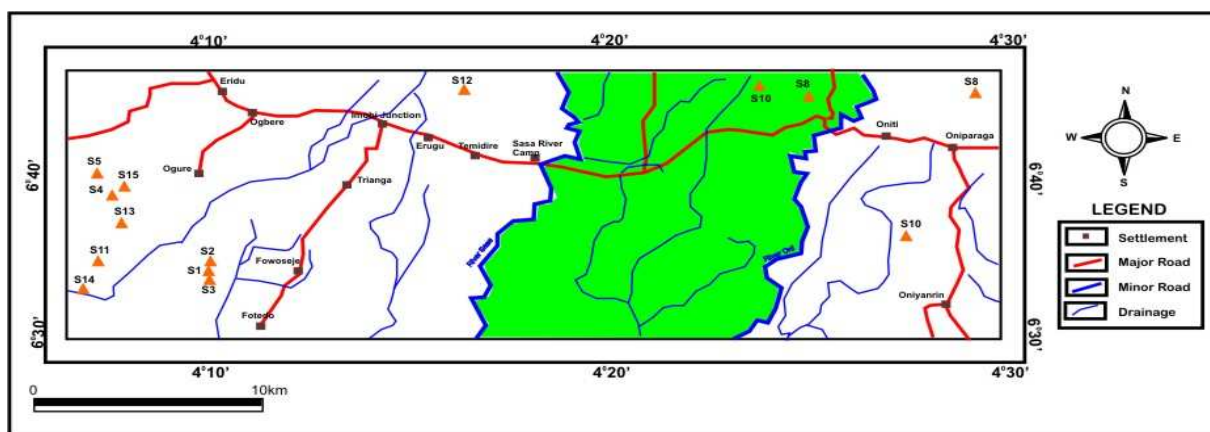 4°10’
4°20’
4°30’
Eridu
Ogbere
Imobi Junction
Erugu
Temidire
Sasa River
Camp
S12
S10
S8
S8
Oniti
Oniparaga
N
W
E
S
S5
S4
S15
S13
Ogure
Trianga
6°40’
6°40’
S11
S14
S2
S1
S3
Fowoseje
Fotedo
S10
Oniyanrin
6°30’
6°30’
4°10’
4°20’
4°30’
0
10km
LEGEND
Settlement
Major Road
Minor Road
Drainage